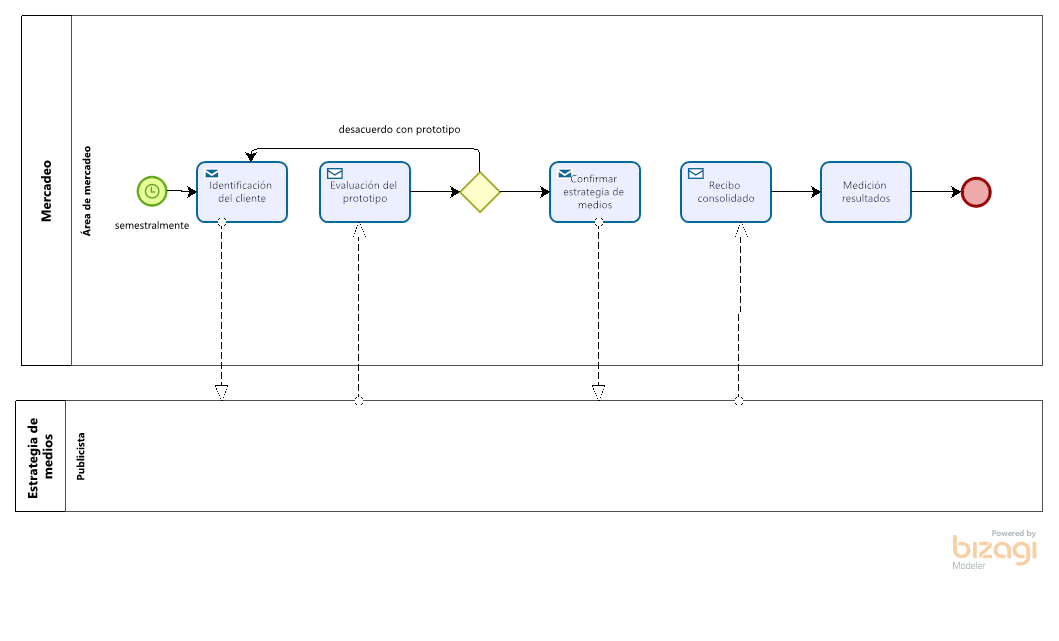 Mercadeo
Área de mercadeo
desacuerdo con prototipo
semestralmente
Identificación
del cliente
Evaluación del
prototipo
Confirmar
estrategia de
medios
Recibo
consolidado
Medición
resultados
Estrategia de
medios
Publicista
Powered by
bizagi
Modeler